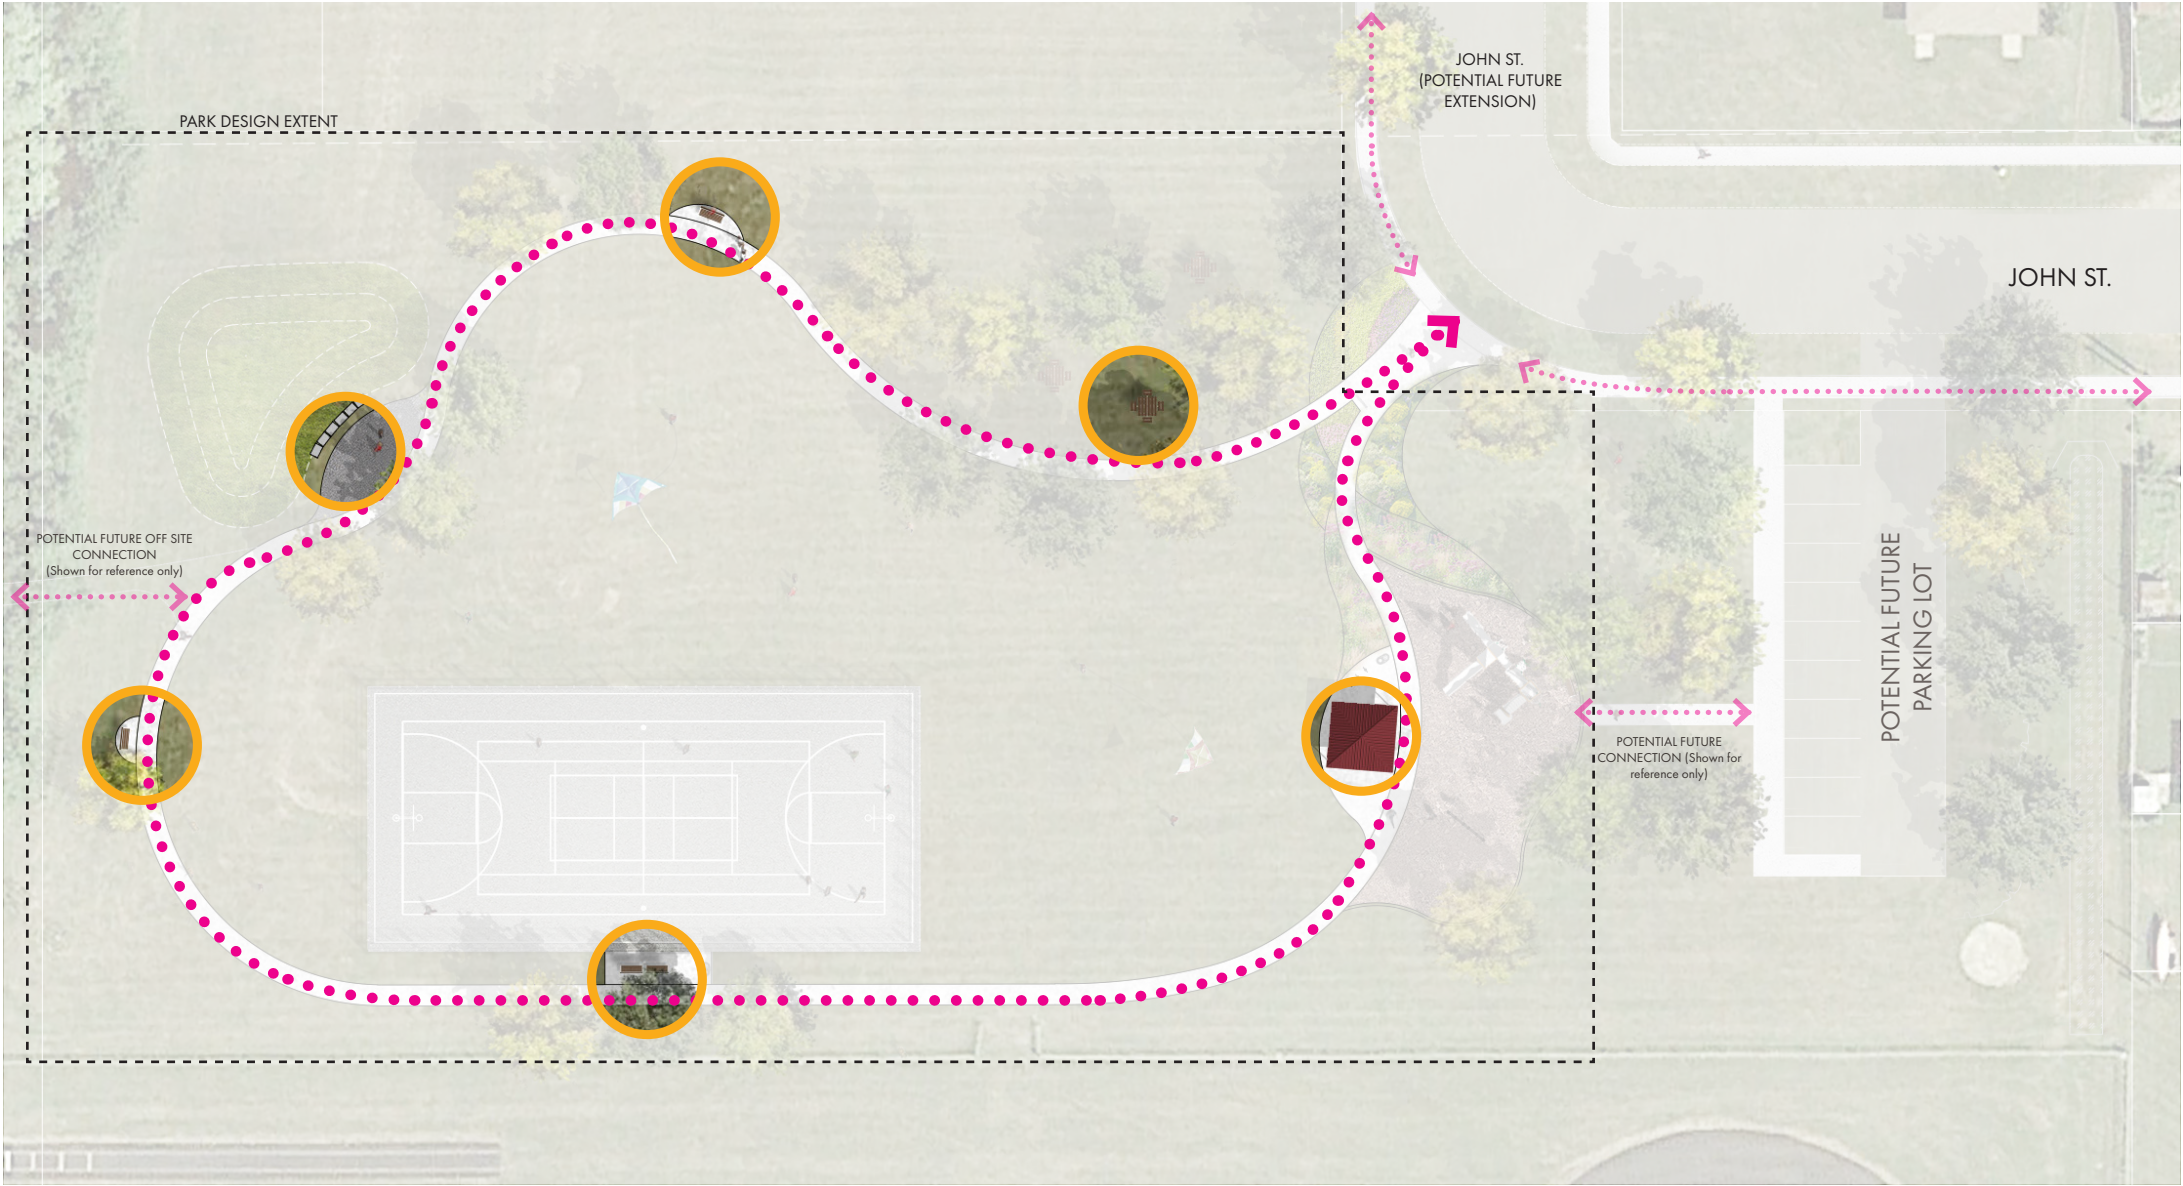 PARK DESIGN EXTENT
JOHN ST.
(POTENTIAL FUTURE
EXTENSION)
JOHN ST.
POTENTIAL FUTURE OFF SITE
CONNECTION
(Shown for reference only)
POTENTIAL FUTURE
PARKING LOT
POTENTIAL FUTURE
CONNECTION (Shown for
reference only)